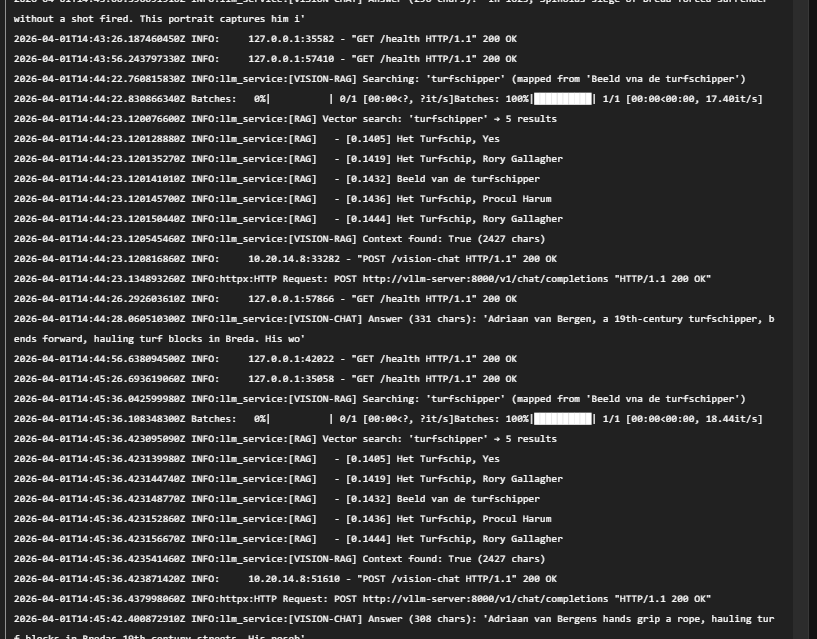 without a shot fired. This portrait captures him i'
2026-04-01T14:43:26.187460450Z INFO:     127.0.0.1:35582 - "GET /health HTTP/1.1" 200 OK
2026-04-01T14:43:56.243797330Z INFO:     127.0.0.1:57410 - "GET /health HTTP/1.1" 200 OK
2026-04-01T14:44:22.760815830Z INFO:llm_service:[VISION-RAG] Searching: 'turfschipper' (mapped from 'Beeld vna de turfschipper')
2026-04-01T14:44:22.830866340Z Batches:   0%|          | 0/1 [00:00<?, ?it/s]Batches: 100%|██████████| 1/1 [00:00<00:00, 17.40it/s]
2026-04-01T14:44:23.120076600Z INFO:llm_service:[RAG] Vector search: 'turfschipper' → 5 results
2026-04-01T14:44:23.120128880Z INFO:llm_service:[RAG]   - [0.1405] Het Turfschip, Yes
2026-04-01T14:44:23.120135270Z INFO:llm_service:[RAG]   - [0.1419] Het Turfschip, Rory Gallagher
2026-04-01T14:44:23.120141010Z INFO:llm_service:[RAG]   - [0.1432] Beeld van de turfschipper
2026-04-01T14:44:23.120145700Z INFO:llm_service:[RAG]   - [0.1436] Het Turfschip, Procul Harum
2026-04-01T14:44:23.120150440Z INFO:llm_service:[RAG]   - [0.1444] Het Turfschip, Rory Gallagher
2026-04-01T14:44:23.120545460Z INFO:llm_service:[VISION-RAG] Context found: True (2427 chars)
2026-04-01T14:44:23.120816860Z INFO:     10.20.14.8:33282 - "POST /vision-chat HTTP/1.1" 200 OK
2026-04-01T14:44:23.134893260Z INFO:httpx:HTTP Request: POST http://vllm-server:8000/v1/chat/completions "HTTP/1.1 200 OK"
2026-04-01T14:44:26.292603610Z INFO:     127.0.0.1:57866 - "GET /health HTTP/1.1" 200 OK
2026-04-01T14:44:28.060510300Z INFO:llm_service:[VISION-CHAT] Answer (331 chars): 'Adriaan van Bergen, a 19th-century turfschipper, b
ends forward, hauling turf blocks in Breda. His wo'
2026-04-01T14:44:56.638094500Z INFO:     127.0.0.1:42022 - "GET /health HTTP/1.1" 200 OK
2026-04-01T14:45:26.693619060Z INFO:     127.0.0.1:35058 - "GET /health HTTP/1.1" 200 OK
2026-04-01T14:45:36.042599980Z INFO:llm_service:[VISION-RAG] Searching: 'turfschipper' (mapped from 'Beeld vna de turfschipper')
2026-04-01T14:45:36.108348300Z Batches:   0%|          | 0/1 [00:00<?, ?it/s]Batches: 100%|██████████| 1/1 [00:00<00:00, 18.44it/s]
2026-04-01T14:45:36.423095090Z INFO:llm_service:[RAG] Vector search: 'turfschipper' → 5 results
2026-04-01T14:45:36.423139980Z INFO:llm_service:[RAG]   - [0.1405] Het Turfschip, Yes
2026-04-01T14:45:36.423144740Z INFO:llm_service:[RAG]   - [0.1419] Het Turfschip, Rory Gallagher
2026-04-01T14:45:36.423148770Z INFO:llm_service:[RAG]   - [0.1432] Beeld van de turfschipper
2026-04-01T14:45:36.423152860Z INFO:llm_service:[RAG]   - [0.1436] Het Turfschip, Procul Harum
2026-04-01T14:45:36.423156670Z INFO:llm_service:[RAG]   - [0.1444] Het Turfschip, Rory Gallagher
2026-04-01T14:45:36.423541460Z INFO:llm_service:[VISION-RAG] Context found: True (2427 chars)
2026-04-01T14:45:36.423871420Z INFO:     10.20.14.8:51610 - "POST /vision-chat HTTP/1.1" 200 OK
2026-04-01T14:45:36.437998060Z INFO:httpx:HTTP Request: POST http://vllm-server:8000/v1/chat/completions "HTTP/1.1 200 OK"
2026-04-01T14:45:42.400872910Z INFO:llm_service:[VISION-CHAT] Answer (308 chars): 'Adriaan van Bergens hands grip a rope, hauling tur
f blocks in Bredas 19th-century streets. His